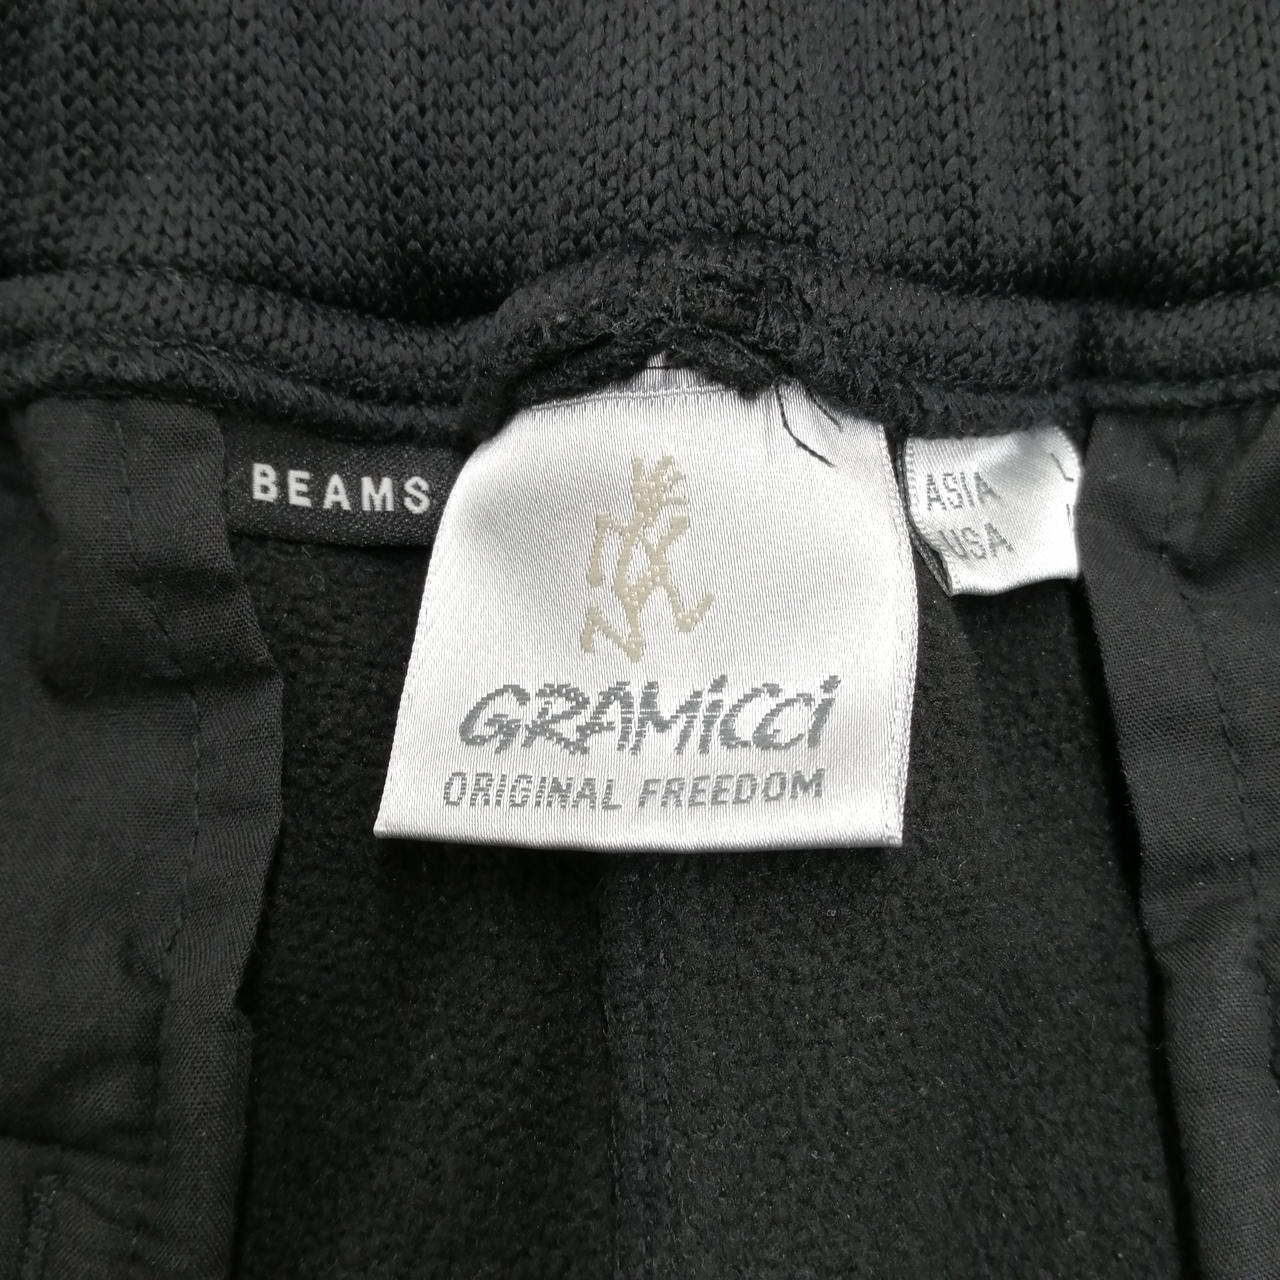 BEAMS
GRAMiCCi
ORIGINAL FREEDOM
ASIA L
USA